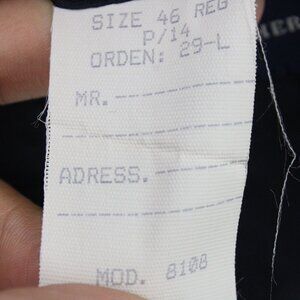 SIZE 46 REG
P/14
ORDEN: 29-L
MR.
ADRESS.
MOD. 8108